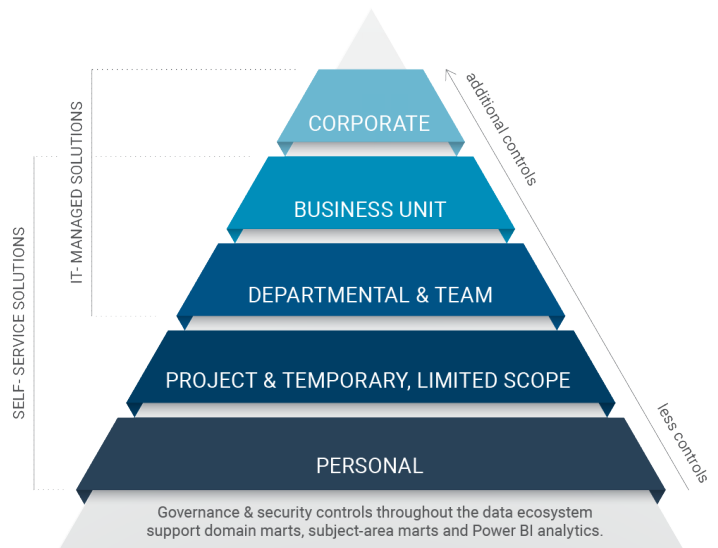 CORPORATE
BUSINESS UNIT
DEPARTMENTAL & TEAM
PROJECT & TEMPORARY, LIMITED SCOPE
PERSONAL
Governance & security controls throughout the data ecosystem
support domain marts, subject-area marts and Power BI analytics.
IT- MANAGED SOLUTIONS
SELF- SERVICE SOLUTIONS
additional controls
less controls